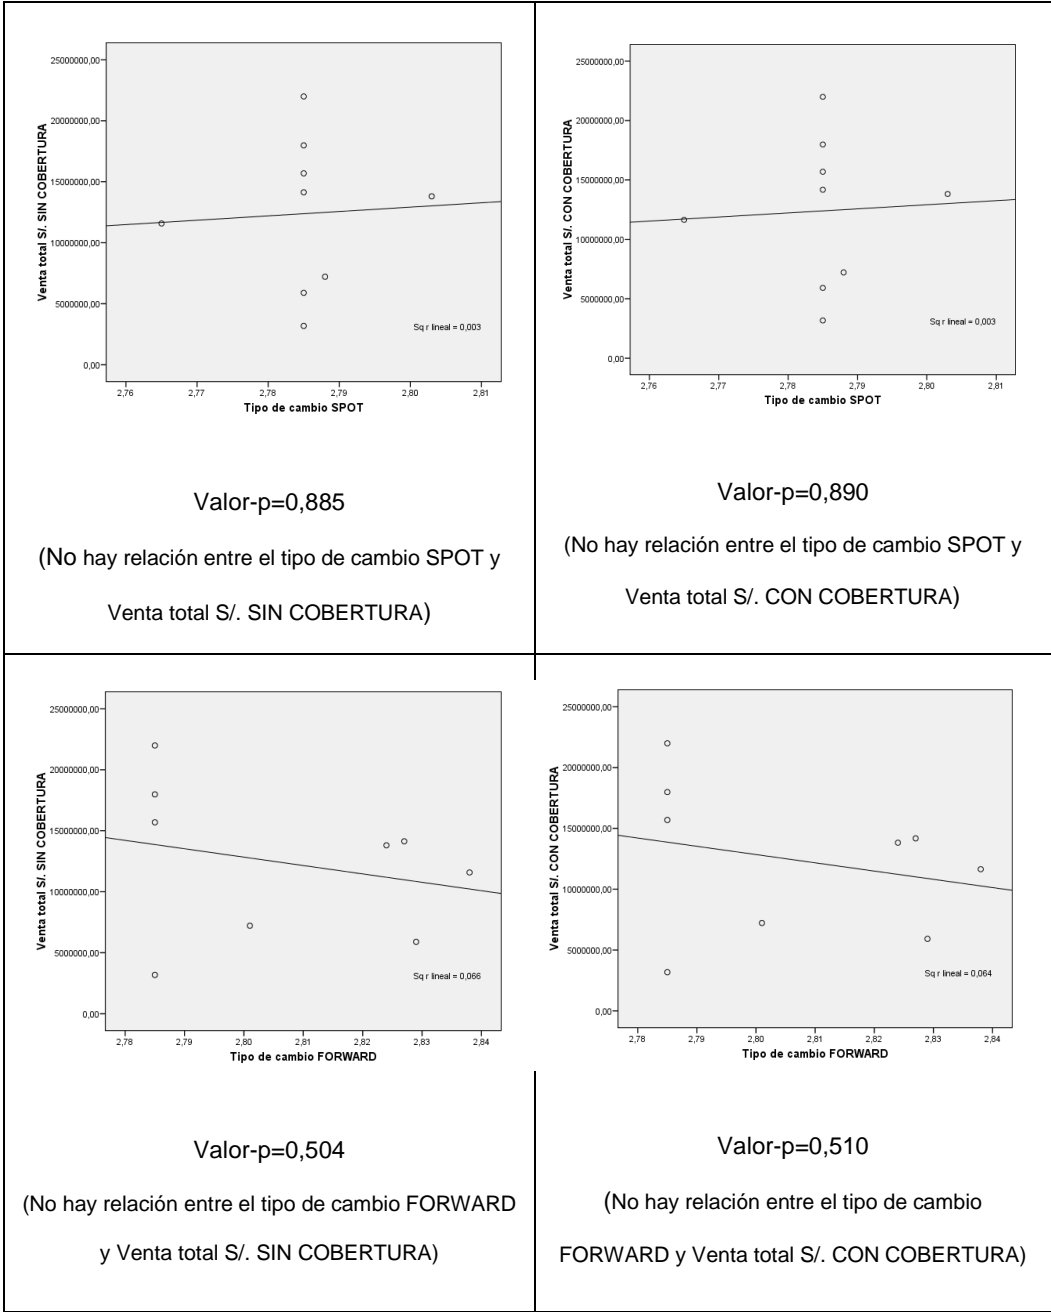 25000000,00
20000000,00
15000000,00
10000000,00
5000000,00
0,00
Venta total S/. SIN COBERTURA
Sq r lineal = 0,003
2,76 2,77 2,78 2,79 2,80 2,81
Tipo de cambio SPOT
Valor-p=0,885
(No hay relación entre el tipo de cambio SPOT y
Venta total S/. SIN COBERTURA)
25000000,00
20000000,00
15000000,00
10000000,00
5000000,00
0,00
Venta total S/. CON COBERTURA
Sq r lineal = 0,003
2,76 2,77 2,78 2,79 2,80 2,81
Tipo de cambio SPOT
Valor-p=0,890
(No hay relación entre el tipo de cambio SPOT y
Venta total S/. CON COBERTURA)
25000000,00
20000000,00
15000000,00
10000000,00
5000000,00
0,00
Venta total S/. SIN COBERTURA
Sq r lineal = 0,066
2,78 2,79 2,80 2,81 2,82 2,83 2,84
Tipo de cambio FORWARD
Valor-p=0,504
(No hay relación entre el tipo de cambio FORWARD
y Venta total S/. SIN COBERTURA)
25000000,00
20000000,00
15000000,00
10000000,00
5000000,00
0,00
Venta total S/. CON COBERTURA
Sq r lineal = 0,064
2,78 2,79 2,80 2,81 2,82 2,83 2,84
Tipo de cambio FORWARD
Valor-p=0,510
(No hay relación entre el tipo de cambio
FORWARD y Venta total S/. CON COBERTURA)